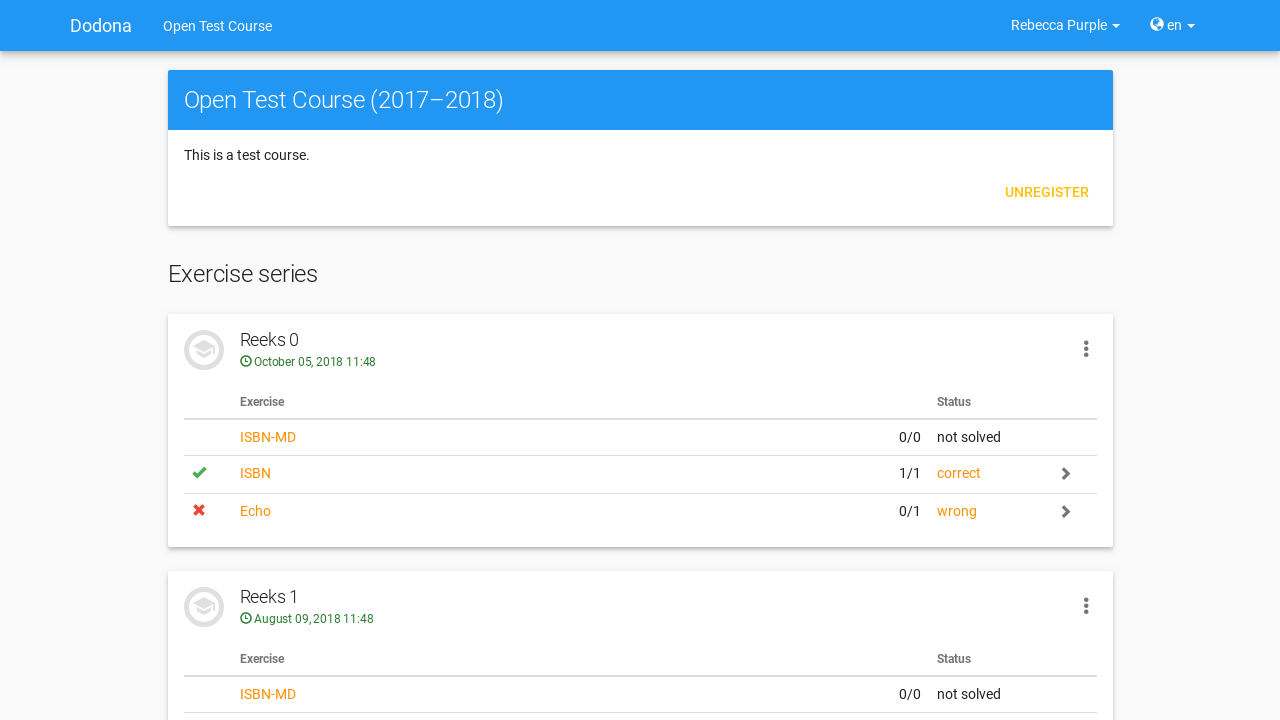 Dodona Open Test Course Rebecca Purple en
Open Test Course (2017–2018)
This is a test course.
UNREGISTER
Exercise series
Reeks 0
October 05, 2018 11:48
Exercise Status
ISBN-MD 0/0 not solved
ISBN 1/1 correct
Echo 0/1 wrong
Reeks 1
August 09, 2018 11:48
Exercise Status
ISBN-MD 0/0 not solved